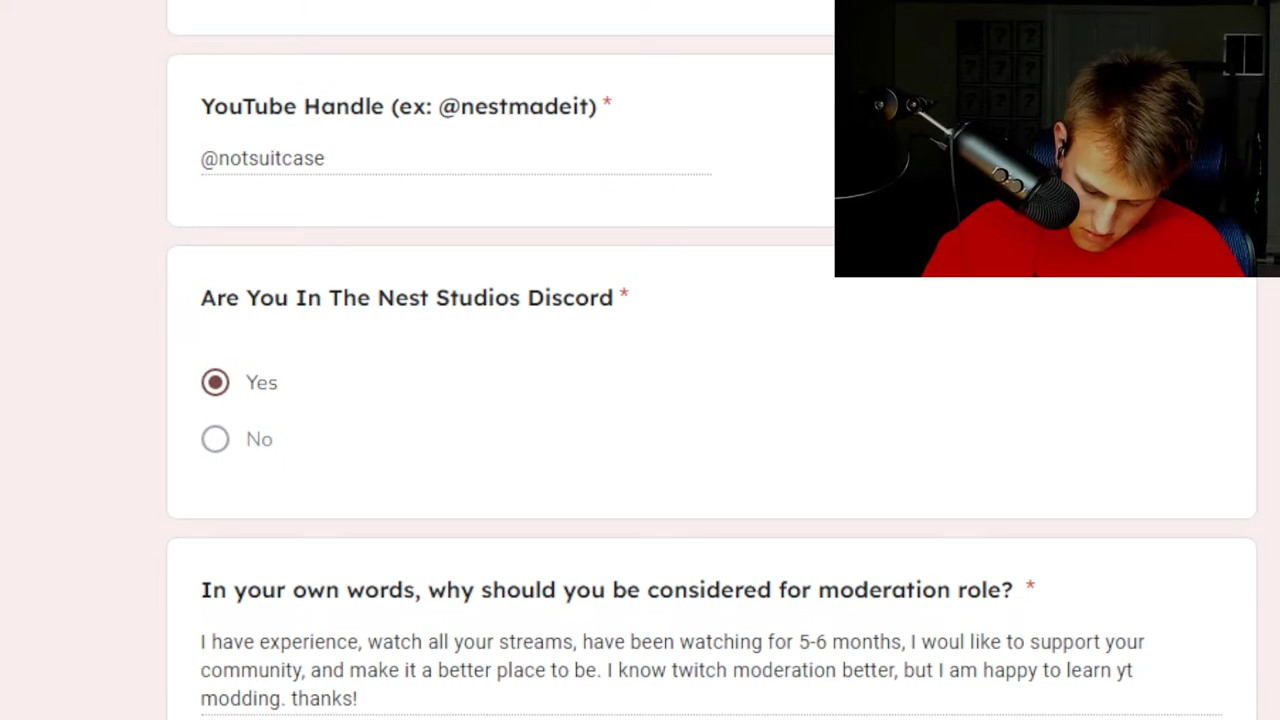 YouTube Handle (ex: @nestmadeit) *
@notsuitcase
Are You In The Nest Studios Discord *
Yes
No
In your own words, why should you be considered for moderation role? *
I have experience, watch all your streams, have been watching for 5-6 months, I woul like to support your
community, and make it a better place to be. I know twitch moderation better, but I am happy to learn yt
modding. thanks!